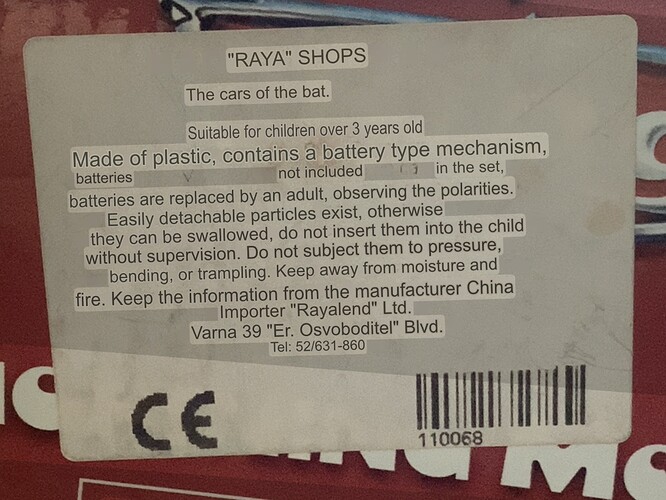 "RAYA" SHOPS
The cars of the bat.
Suitable for children over 3 years old
Made of plastic, contains a battery type mechanism,
batteries not included in the set,
batteries are replaced by an adult, observing the polarities.
Easily detachable particles exist, otherwise
they can be swallowed, do not insert them into the child
without supervision. Do not subject them to pressure,
bending, or trampling. Keep away from moisture and
fire. Keep the information from the manufacturer China
Importer "Rayalend" Ltd.
Varna 39 "Er. Osvoboditel" Blvd.
Tel: 52/631-860
CE
110068